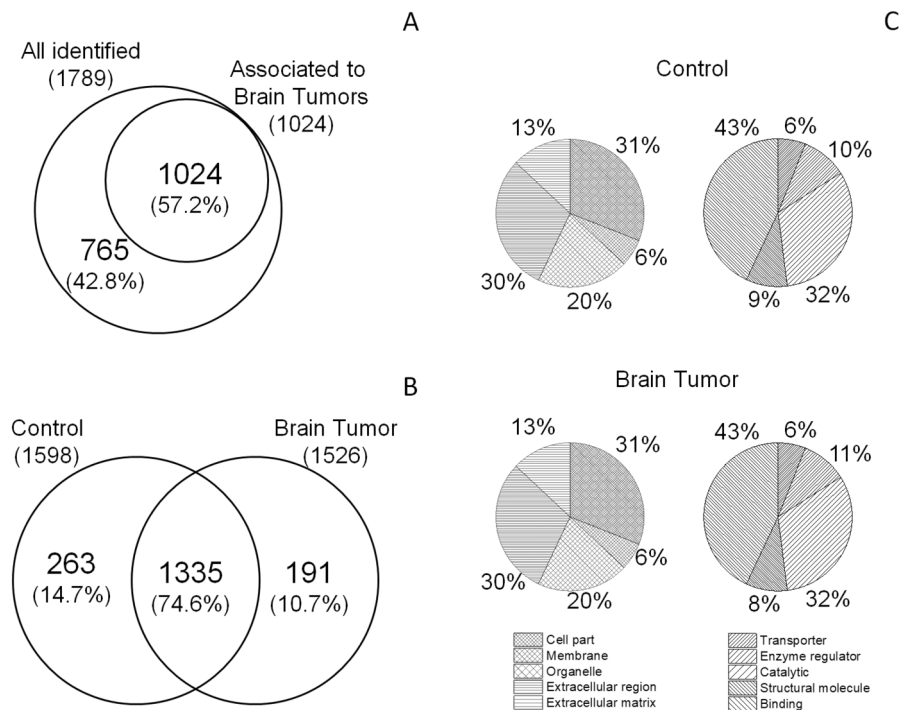 A
All identified
(1789)
Associated to
Brain Tumors
(1024)
1024
(57.2%)
765
(42.8%)
B
Control
(1598)
Brain Tumor
(1526)
263
(14.7%)
1335
(74.6%)
191
(10.7%)
C
Control
13%
31%
6%
20%
30%
43%
6%
10%
32%
9%
Brain Tumor
13%
31%
6%
20%
30%
43%
6%
11%
32%
8%
Cell part
Membrane
Organelle
Extracellular region
Extracellular matrix
Transporter
Enzyme regulator
Catalytic
Structural molecule
Binding